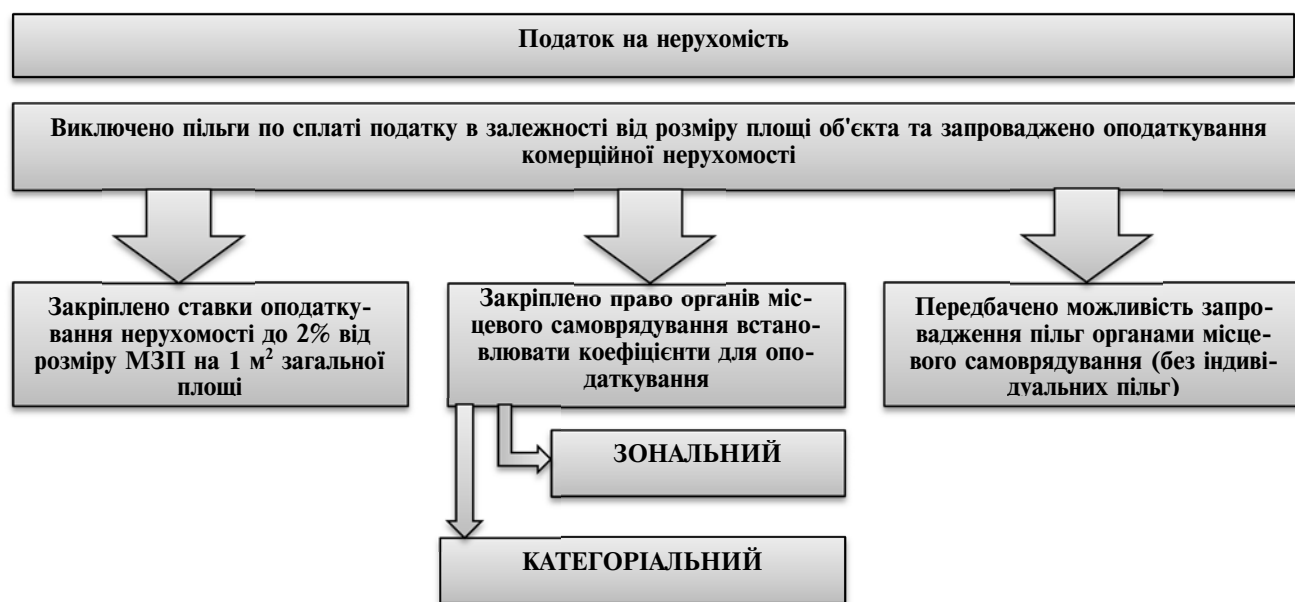 Податок на нерухомість
Виключено пільги по сплаті податку в залежності від розміру площі об'єкта та запроваджено оподаткування
комерційної нерухомості
Закріплено ставки оподатку-
вання нерухомості до 2% від
розміру МЗП на 1 м² загальної
площі
Закріплено право органів міс-
цевого самоврядування встано-
влювати коефіцієнти для опо-
даткування
Передбачено можливість запро-
вадження пільг органами місце-
вого самоврядування (без індиві-
дуальних пільг)
ЗОНАЛЬНИЙ
КАТЕГОРІАЛЬНИЙ